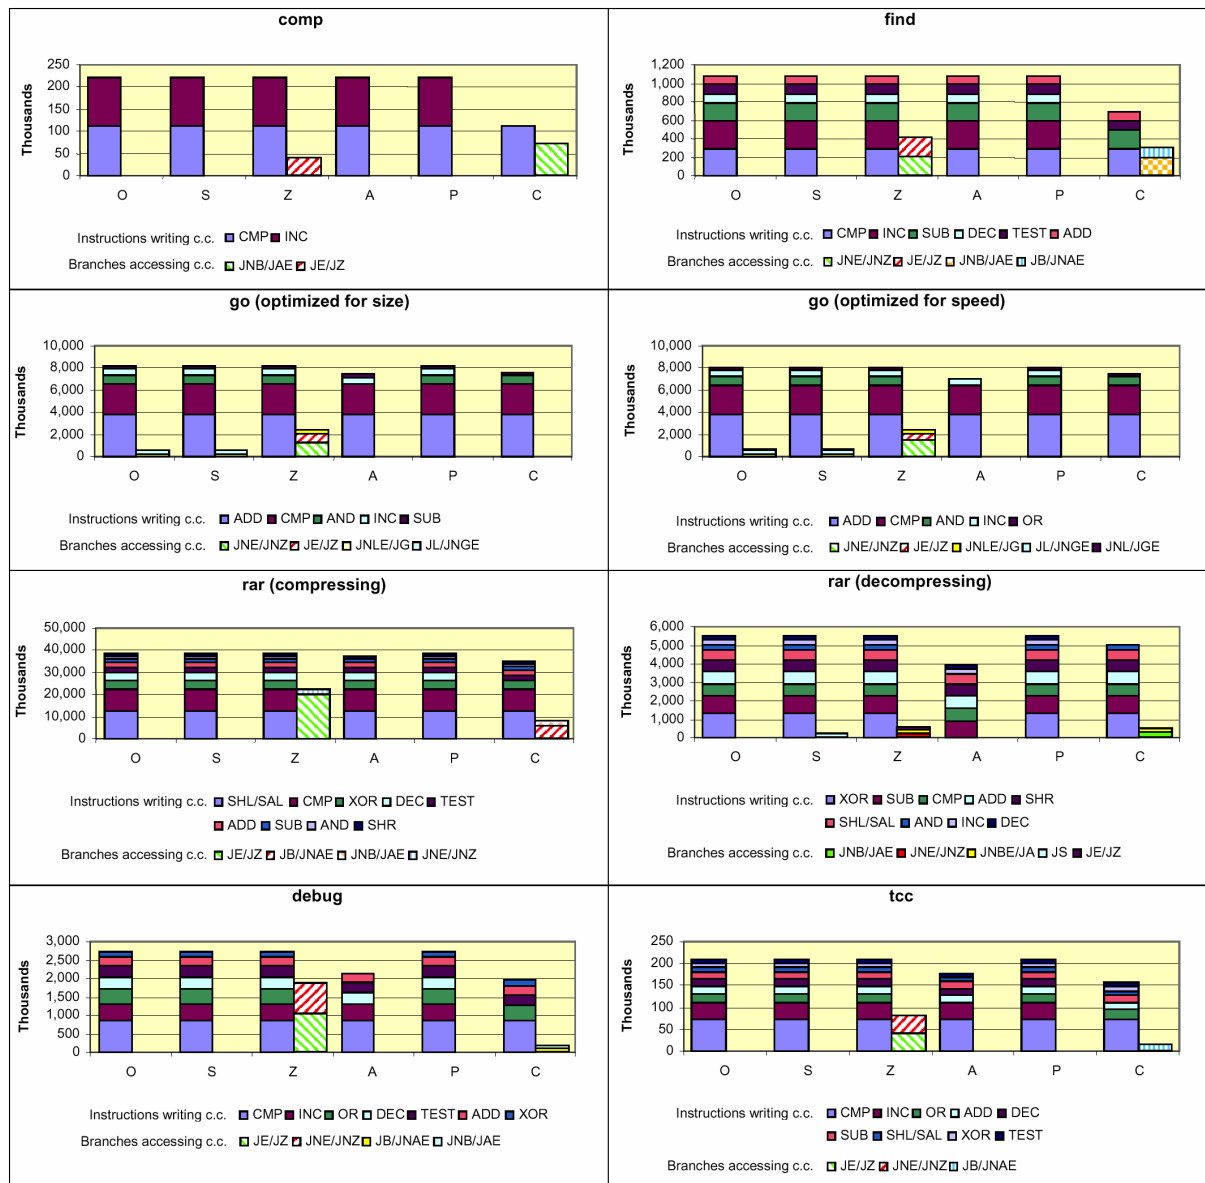 comp
250
200
150
100
50
0
Thousands
O S Z A P C
Instructions writing c.c. CMP INC
Branches accessing c.c. JNB/JAE JE/JZ
find
1,200
1,000
800
600
400
200
0
Thousands
O S Z A P C
Instructions writing c.c. CMP INC SUB DEC TEST ADD
Branches accessing c.c. JNE/JNZ JE/JZ JNB/JAE JB/JNAE
go (optimized for size)
10,000
8,000
6,000
4,000
2,000
0
Thousands
O S Z A P C
Instructions writing c.c. ADD CMP AND INC SUB
Branches accessing c.c. JNE/JNZ JE/JZ JNLE/JG JL/JNGE
go (optimized for speed)
10,000
8,000
6,000
4,000
2,000
0
Thousands
O S Z A P C
Instructions writing c.c. ADD CMP AND INC OR
Branches accessing c.c. JNE/JNZ JE/JZ JNLE/JG JL/JNGE JNL/JGE
rar (compressing)
50,000
40,000
30,000
20,000
10,000
0
Thousands
O S Z A P C
Instructions writing c.c. SHL/SAL CMP XOR DEC TEST
ADD SUB AND SHR
Branches accessing c.c. JE/JZ JB/JNAE JNB/JAE JNE/JNZ
rar (decompressing)
6,000
5,000
4,000
3,000
2,000
1,000
0
Thousands
O S Z A P C
Instructions writing c.c. XOR SUB CMP ADD SHR
SHL/SAL AND INC DEC
Branches accessing c.c. JNB/JAE JNE/JNZ JNBE/JA JS JE/JZ
debug
3,000
2,500
2,000
1,500
1,000
500
0
Thousands
O S Z A P C
Instructions writing c.c. CMP INC OR DEC TEST ADD XOR
Branches accessing c.c. JE/JZ JNE/JNZ JB/JNAE JNB/JAE
tcc
250
200
150
100
50
0
Thousands
O S Z A P C
Instructions writing c.c. CMP INC OR ADD DEC
SUB SHL/SAL XOR TEST
Branches accessing c.c. JE/JZ JNE/JNZ JB/JNAE